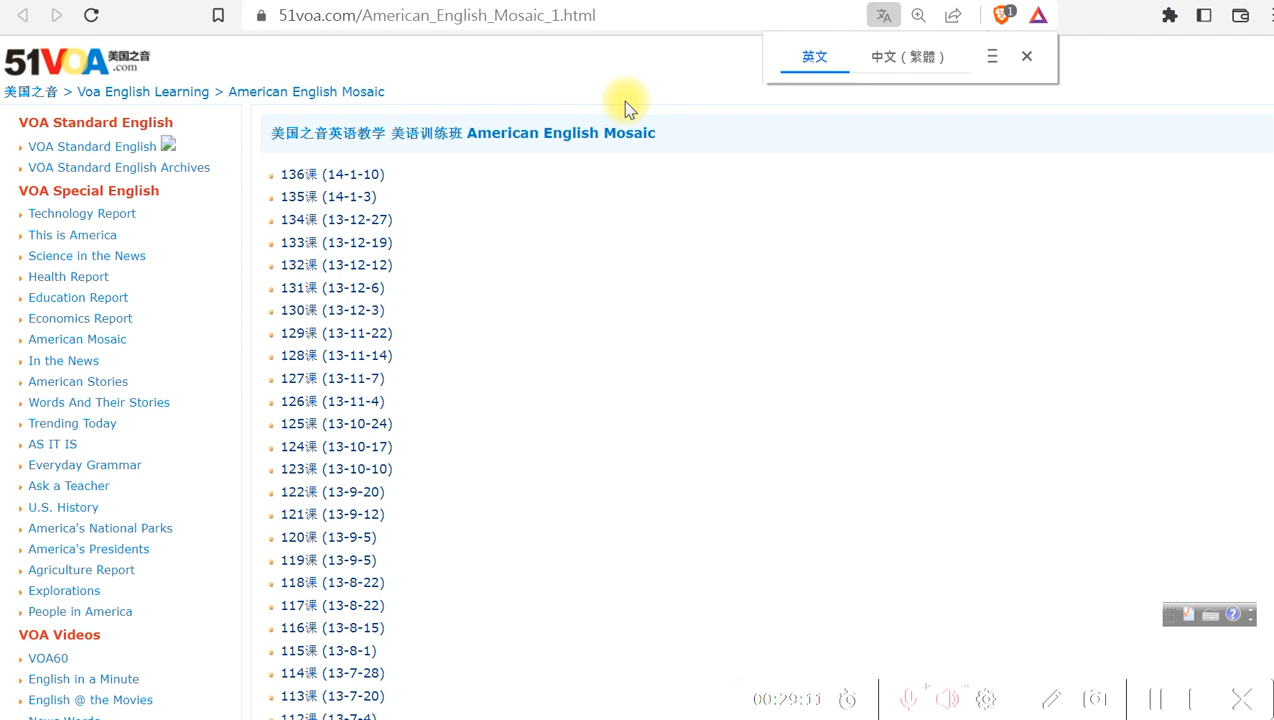 51voa.com/American_English_Mosaic_1.html
1
英文
中文（繁體）
51VOA美国之音
.com
美国之音 > Voa English Learning > American English Mosaic
VOA Standard English
VOA Standard English
VOA Standard English Archives
VOA Special English
Technology Report
This is America
Science in the News
Health Report
Education Report
Economics Report
American Mosaic
In the News
American Stories
Words And Their Stories
Trending Today
AS IT IS
Everyday Grammar
Ask a Teacher
U.S. History
America's National Parks
America's Presidents
Agriculture Report
Explorations
People in America
VOA Videos
VOA60
English in a Minute
English @ the Movies
News Words
美国之音英语教学 美语训练班 American English Mosaic
136课 (14-1-10)
135课 (14-1-3)
134课 (13-12-27)
133课 (13-12-19)
132课 (13-12-12)
131课 (13-12-6)
130课 (13-12-3)
129课 (13-11-22)
128课 (13-11-14)
127课 (13-11-7)
126课 (13-11-4)
125课 (13-10-24)
124课 (13-10-17)
123课 (13-10-10)
122课 (13-9-20)
121课 (13-9-12)
120课 (13-9-5)
119课 (13-9-5)
118课 (13-8-22)
117课 (13-8-22)
116课 (13-8-15)
115课 (13-8-1)
114课 (13-7-28)
113课 (13-7-20)
112课 (13-7-4)
00:29:11